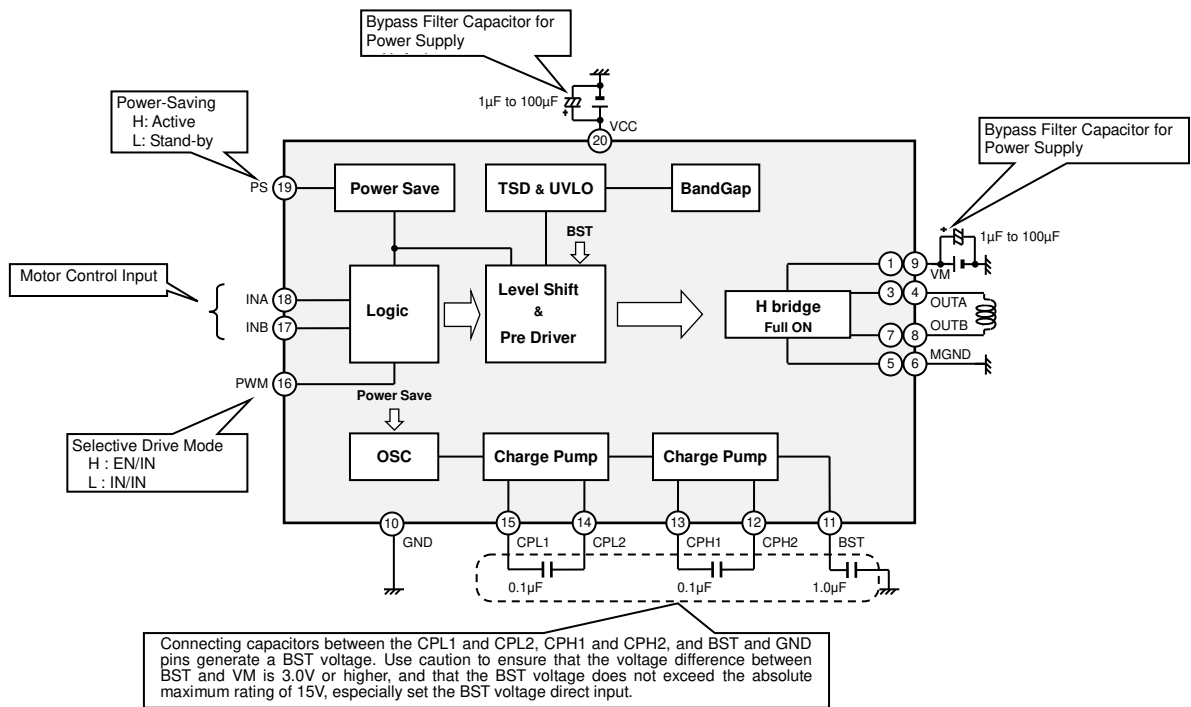 Bypass Filter Capacitor for
Power Supply
1µF to 100µF
+
VCC
20
Power-Saving
H: Active
L: Stand-by
Bypass Filter Capacitor for
Power Supply
PS 19
Power Save
TSD & UVLO
BandGap
BST
+
1µF to 100µF
1 9
VM
Motor Control Input
INA 18
INB 17
Logic
Level Shift
&
Pre Driver
H bridge
Full ON
3 4
OUTA
OUTB
7 8
5 6
MGND
PWM 16
Power Save
Selective Drive Mode
H : EN/IN
L : IN/IN
OSC
Charge Pump
Charge Pump
10
GND
15
CPL1
14
CPL2
13
CPH1
12
CPH2
11
BST
0.1µF
0.1µF
1.0µF
Connecting capacitors between the CPL1 and CPL2, CPH1 and CPH2, and BST and GND
pins generate a BST voltage. Use caution to ensure that the voltage difference between
BST and VM is 3.0V or higher, and that the BST voltage does not exceed the absolute
maximum rating of 15V, especially set the BST voltage direct input.